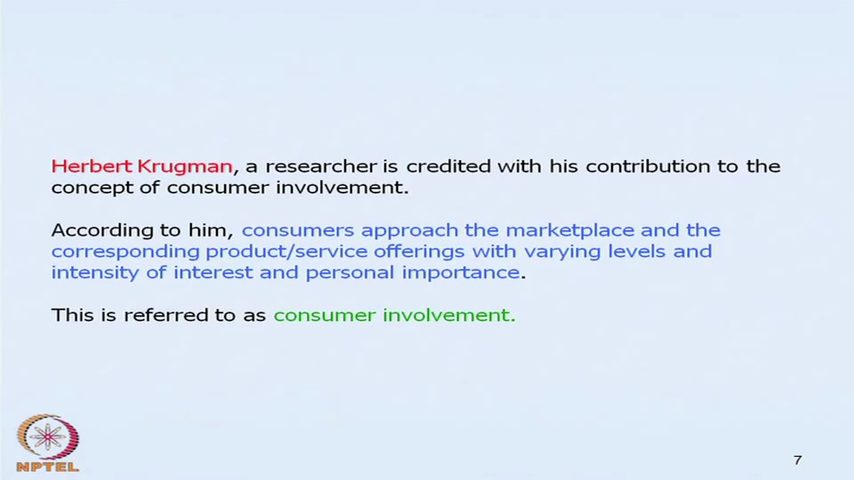 Herbert Krugman, a researcher is credited with his contribution to the
concept of consumer involvement.
According to him, consumers approach the marketplace and the
corresponding product/service offerings with varying levels and
intensity of interest and personal importance.
This is referred to as consumer involvement.
NPTEL
7